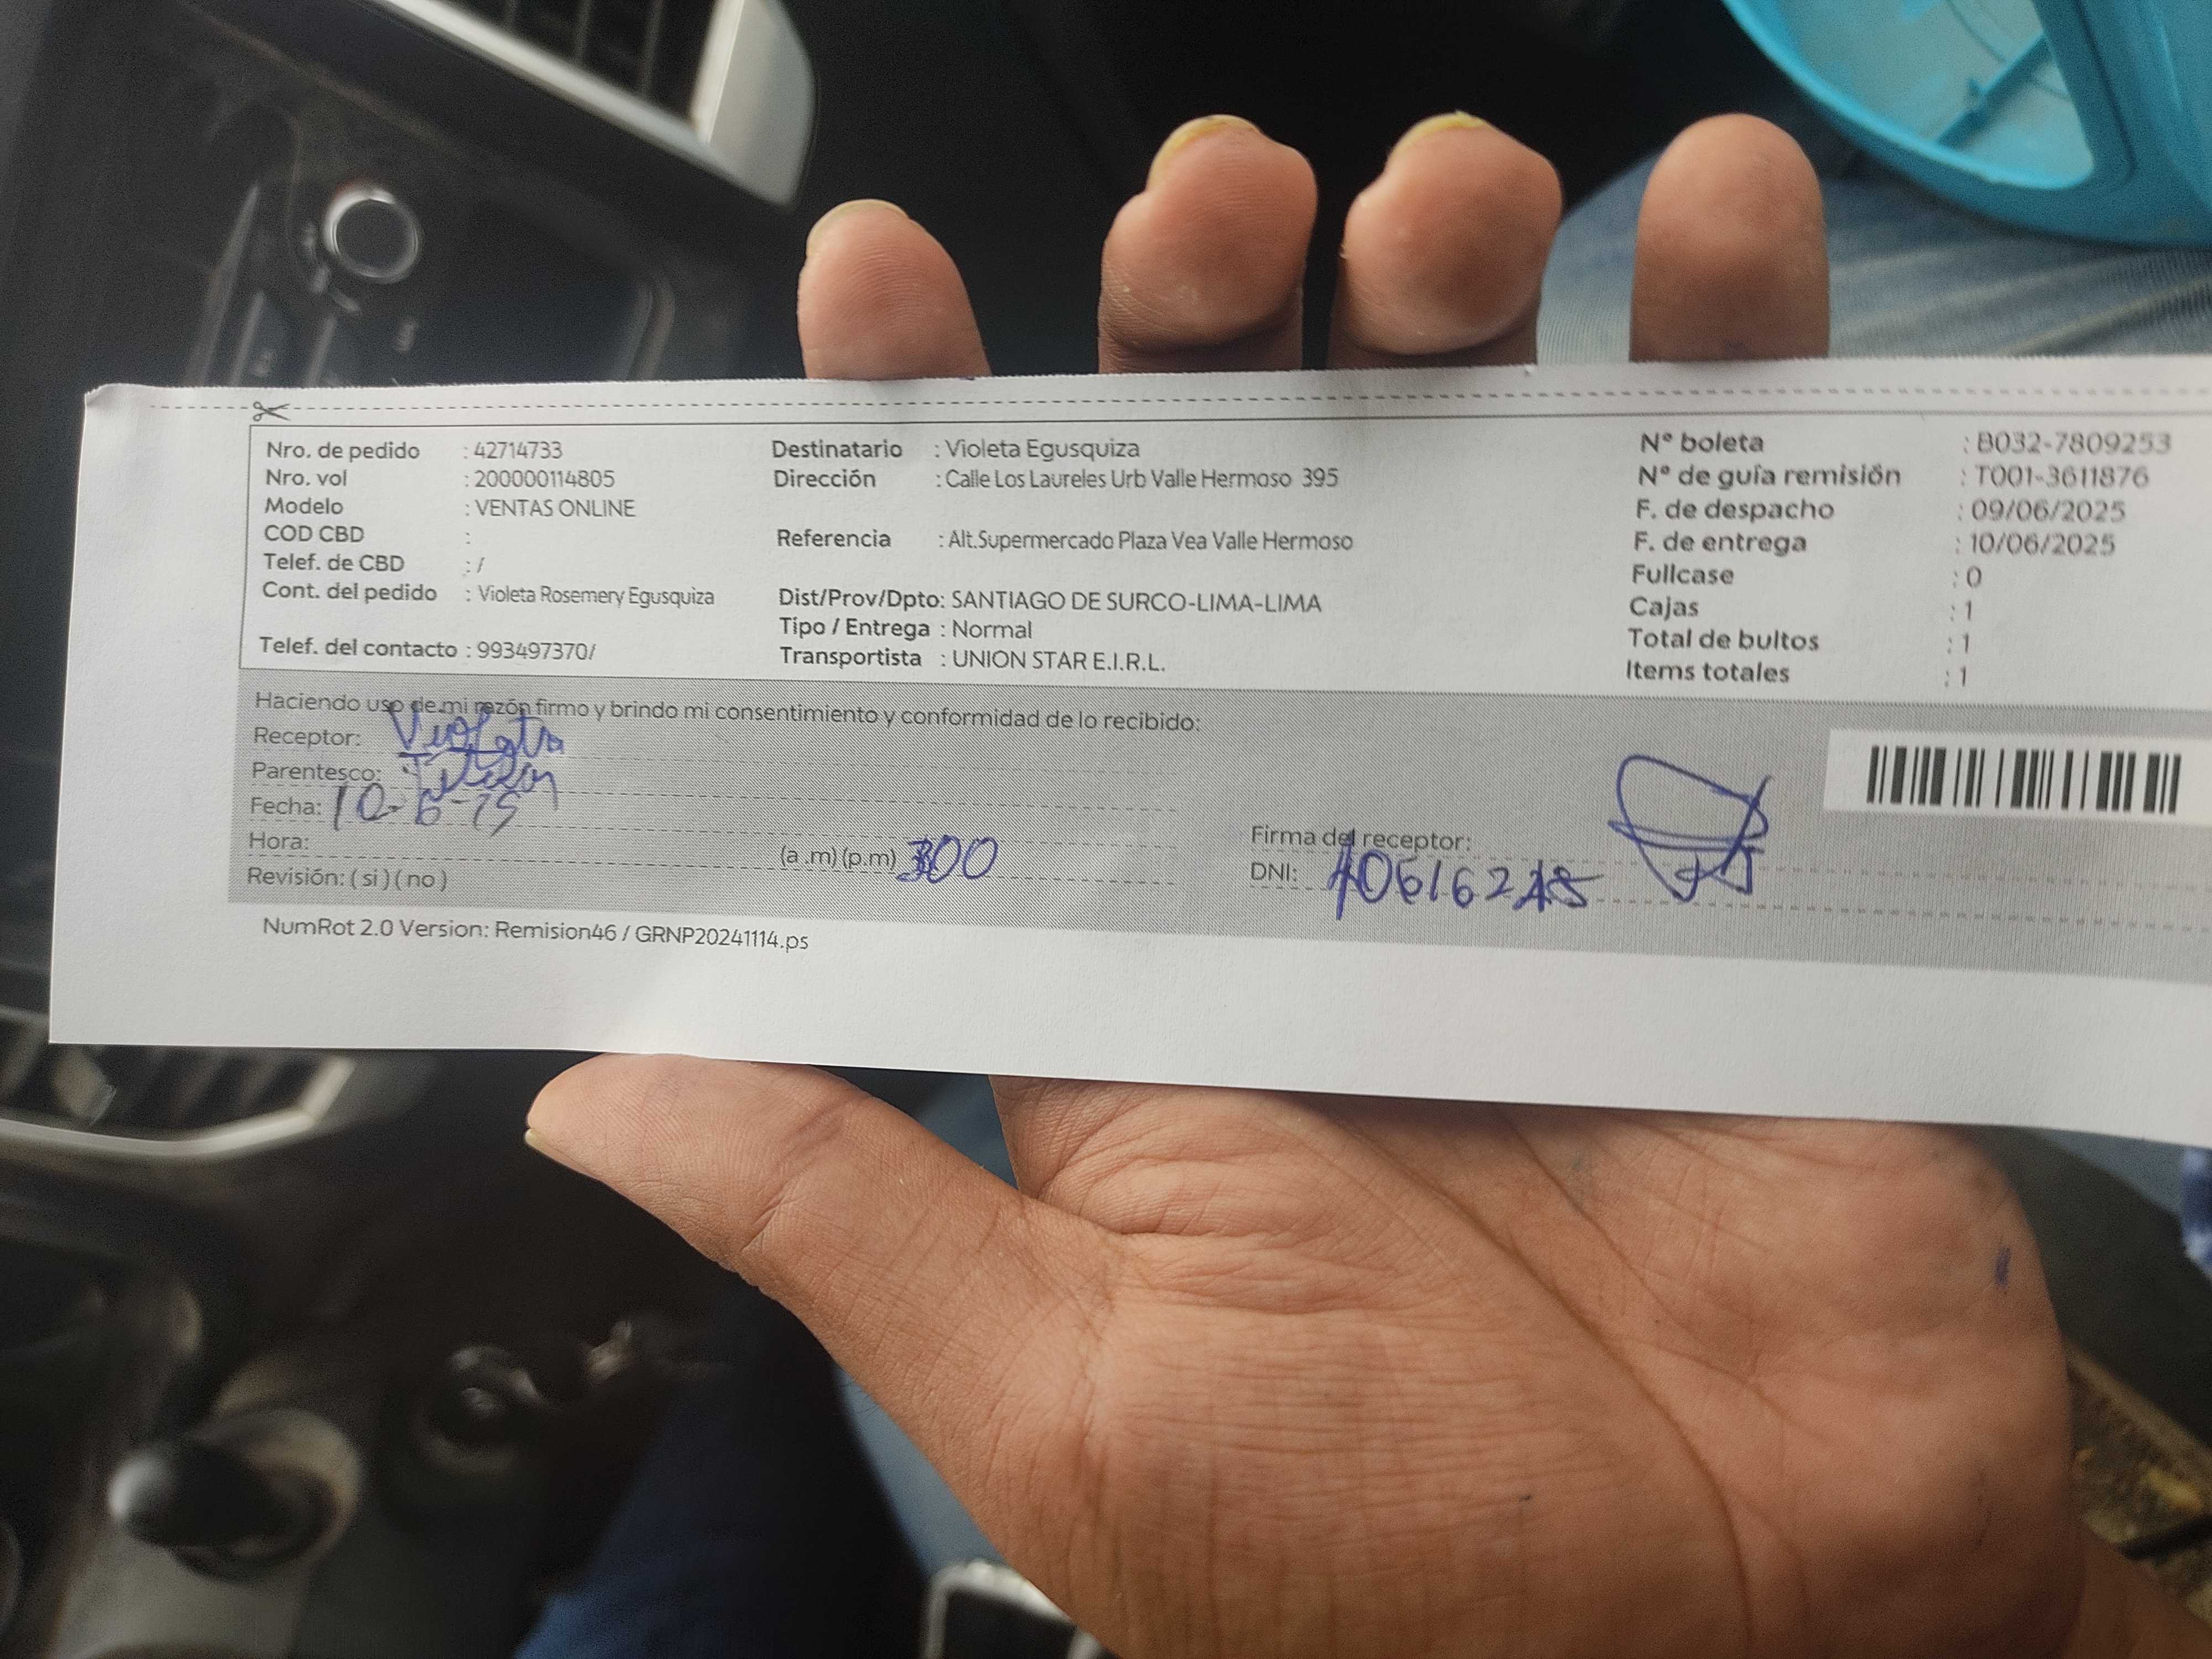 Nro. de pedido : 42714733
Nro. vol : 200000114805
Modelo : VENTAS ONLINE
COD CBD :
Telef. de CBD : /
Cont. del pedido : Violeta Rosemery Egusquiza
Telef. del contacto : 993497370/
Destinatario : Violeta Egusquiza
Dirección : Calle Los Laureles Urb Valle Hermoso 395
Referencia : Alt.Supermercado Plaza Vea Valle Hermoso
Dist/Prov/Dpto: SANTIAGO DE SURCO-LIMA-LIMA
Tipo / Entrega : Normal
Transportista : UNION STAR E.I.R.L.
N° boleta : B032-7809253
N° de guía remisión : T001-3611876
F. de despacho : 09/06/2025
F. de entrega : 10/06/2025
Fullcase : 0
Cajas : 1
Total de bultos : 1
Items totales : 1
Haciendo uso de mi razón firmo y brindo mi consentimiento y conformidad de lo recibido:
Receptor: Violeta
Parentesco:
Fecha: 10-6-
Hora: (a .m) (p.m) 300
Revisión: ( si ) ( no )
Firma del receptor:
DNI:
NumRot 2.0 Version: Remision46 / GRNP20241114.ps